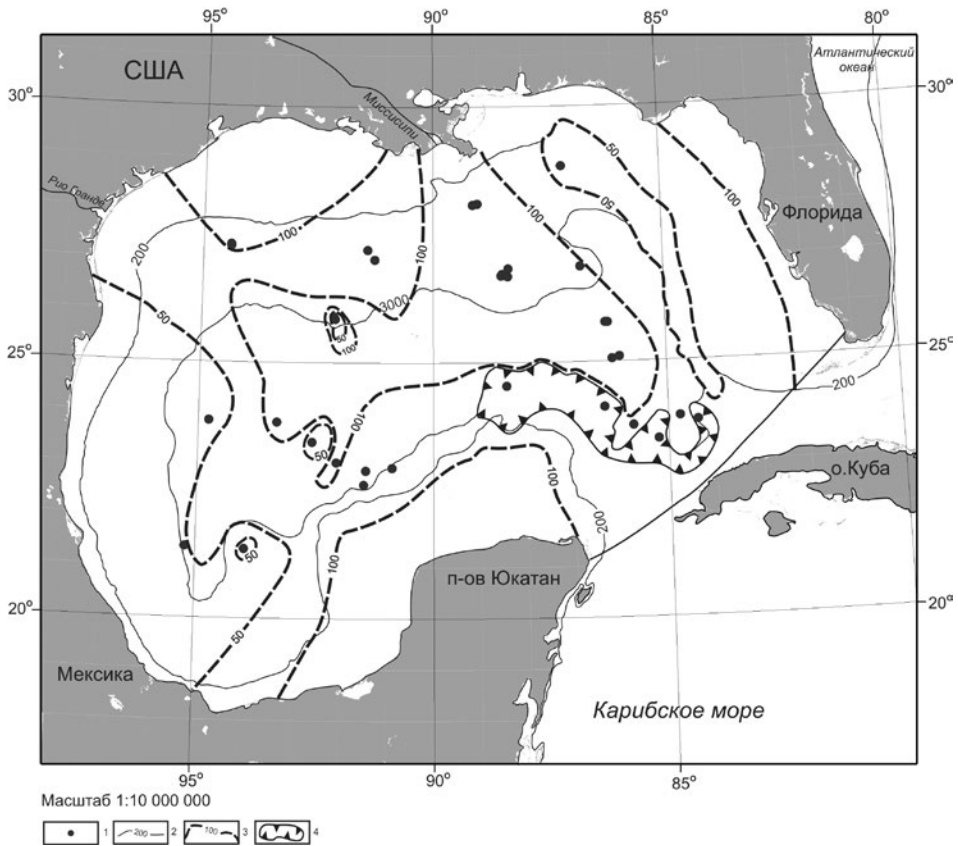 95° 90° 85° 80°
США
Атлантический
океан
30° 30°
Миссисипи
50
100
Рио Гранде
200
100
100
100
50
Флорида
50
3000
50
100
25° 25°
200
100
50
о.Куба
100
200
50
п-ов Юкатан
100
20° 20°
50
Мексика
Карибское море
95° 90° 85°
Масштаб 1:10 000 000
1 200 2 100 3 4